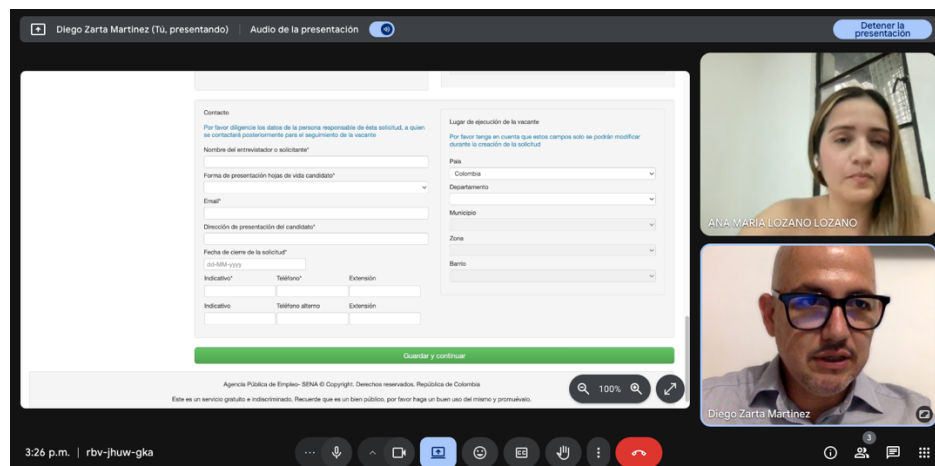 Diego Zarta Martinez (Tú, presentando)
Audio de la presentación
Detener la
presentación
Contacto
Por favor diligencie los datos de la persona responsable de ésta solicitud, a quien
se contactará posteriormente para el seguimiento de la vacante
Nombre del entrevistador o solicitante*
Forma de presentación hojas de vida candidato*
Email*
Dirección de presentación del candidato*
Fecha de cierre de la solicitud*
dd-MM-yyyy
Indicativo* Teléfono* Extensión
Indicativo Teléfono alterno Extensión
Lugar de ejecución de la vacante
Por favor tenga en cuenta que estos campos solo se podrán modificar
durante la creación de la solicitud
Pais
Colombia
Departamento
Municipio
Zona
Barrio
Guardar y continuar
Agencia Pública de Empleo- SENA © Copyright. Derechos reservados. República de Colombia
Este es un servicio gratuito e indiscriminado. Recuerde que es un bien público, por favor haga un buen uso del mismo y promuévalo.
100%
ANA MARIA LOZANO LOZANO
Diego Zarta Martinez
3:26 p.m. | rbv-jhuw-gka
CC
3